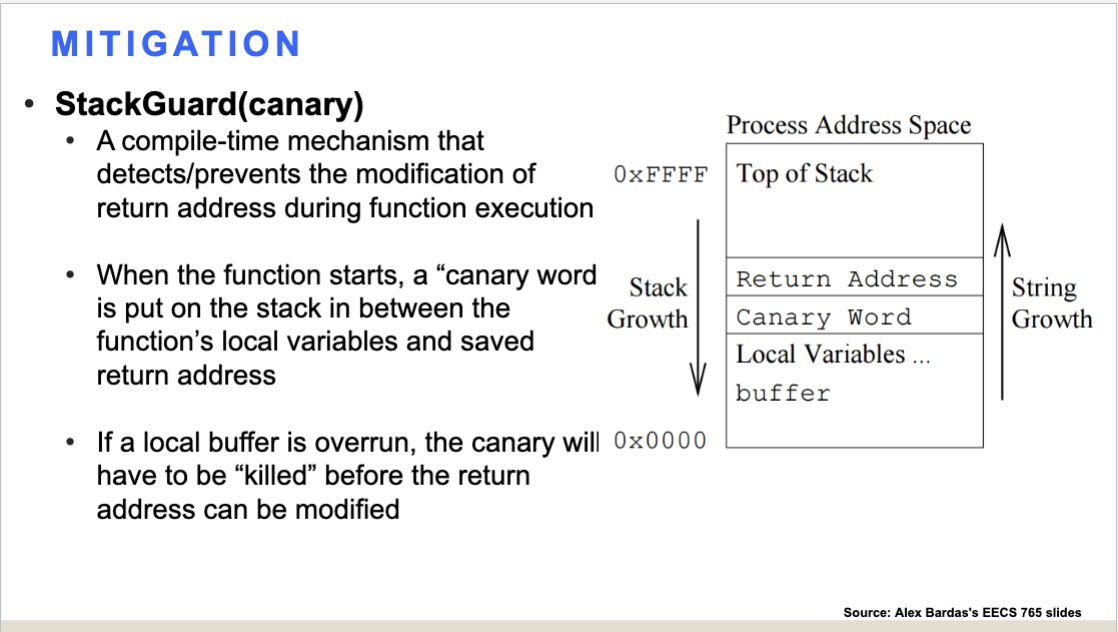 MITIGATION
• StackGuard(canary)
• A compile-time mechanism that
detects/prevents the modification of
return address during function execution
• When the function starts, a “canary word
is put on the stack in between the
function’s local variables and saved
return address
• If a local buffer is overrun, the canary will
have to be “killed” before the return
address can be modified
Process Address Space
0xFFFF
Top of Stack
Stack
Growth
Return Address
Canary Word
Local Variables ...
buffer
0x0000
String
Growth
Source: Alex Bardas's EECS 765 slides